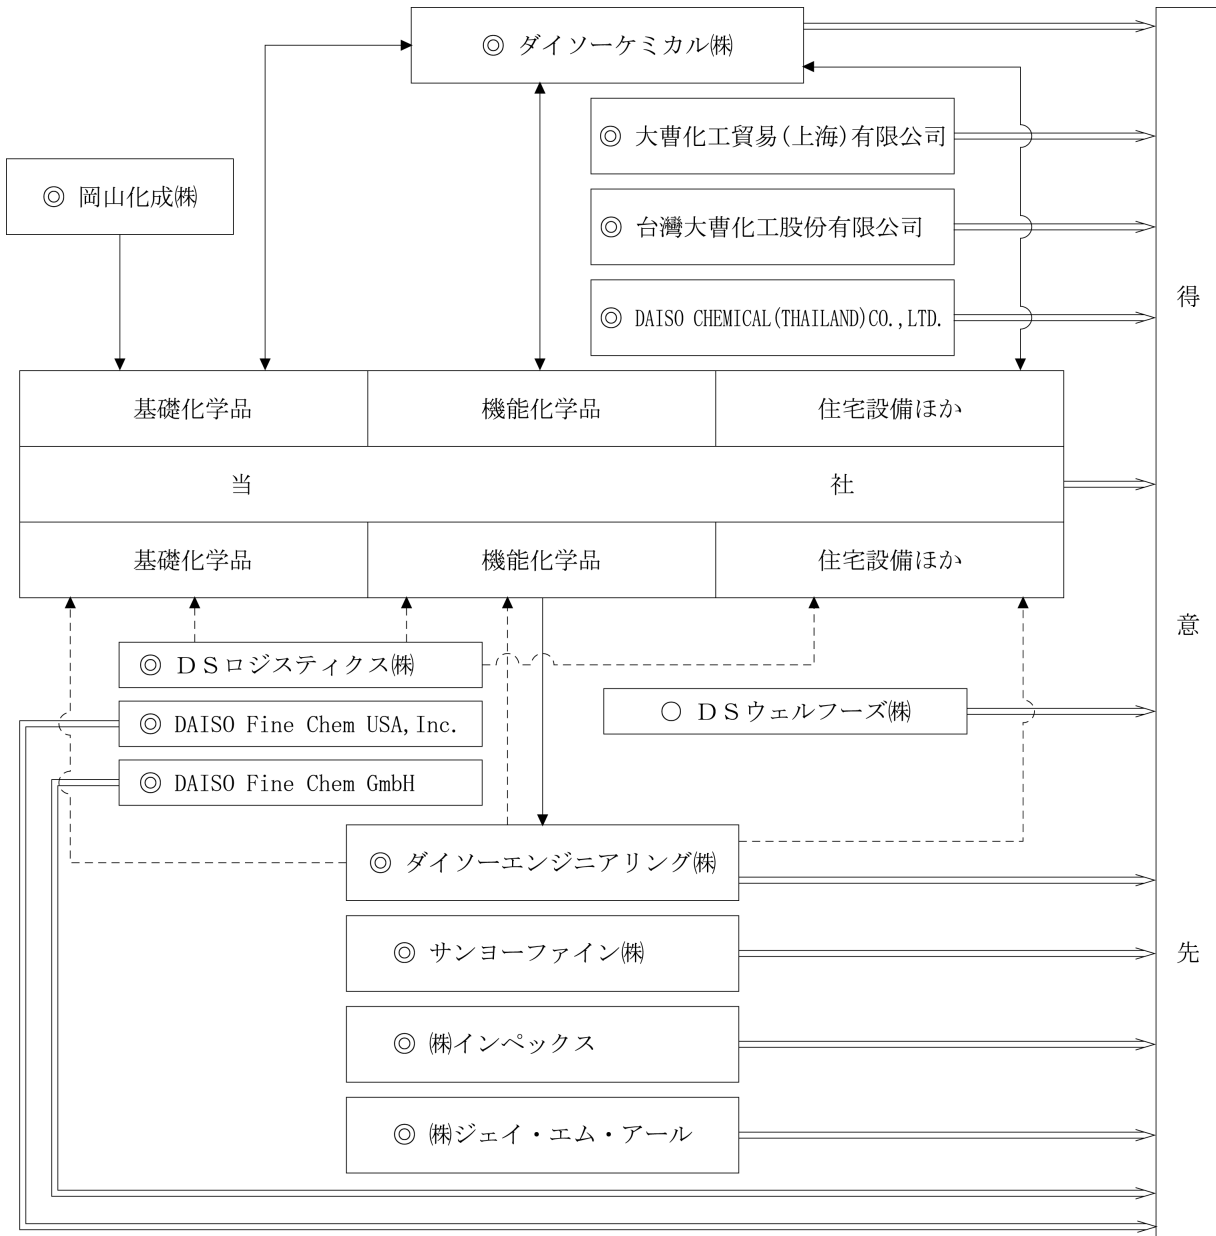 ◎ ダイソーケミカル㈱
◎ 大曹化工貿易(上海)有限公司
◎ 岡山化成㈱
◎ 台灣大曹化工股份有限公司
◎ DAISO CHEMICAL(THAILAND)CO.,LTD.
基礎化学品 機能化学品 住宅設備ほか
当 社
基礎化学品 機能化学品 住宅設備ほか
◎ ＤＳロジスティクス㈱
◎ DAISO Fine Chem USA,Inc.
○ ＤＳウェルフーズ㈱
◎ DAISO Fine Chem GmbH
◎ ダイソーエンジニアリング㈱
◎ サンヨーファイン㈱
◎ ㈱インペックス
◎ ㈱ジェイ・エム・アール
得
意
先